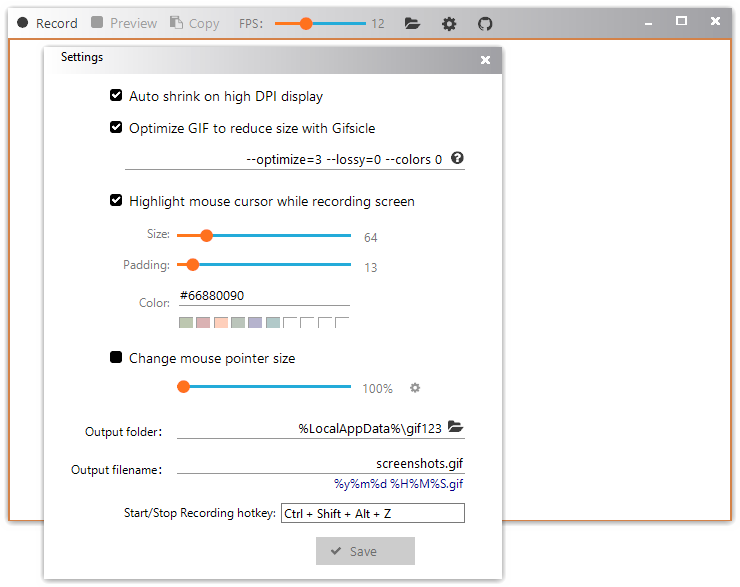 Record Preview Copy FPS: 12
Settings
Auto shrink on high DPI display
Optimize GIF to reduce size with Gifsicle
--optimize=3 --lossy=0 --colors 0
Highlight mouse cursor while recording screen
Size: 64
Padding: 13
Color: #66880090
Change mouse pointer size
100%
Output folder: %LocalAppData%\gif123
Output filename: screenshots.gif
%y%m%d %H%M%S.gif
Start/Stop Recording hotkey: Ctrl + Shift + Alt + Z
Save